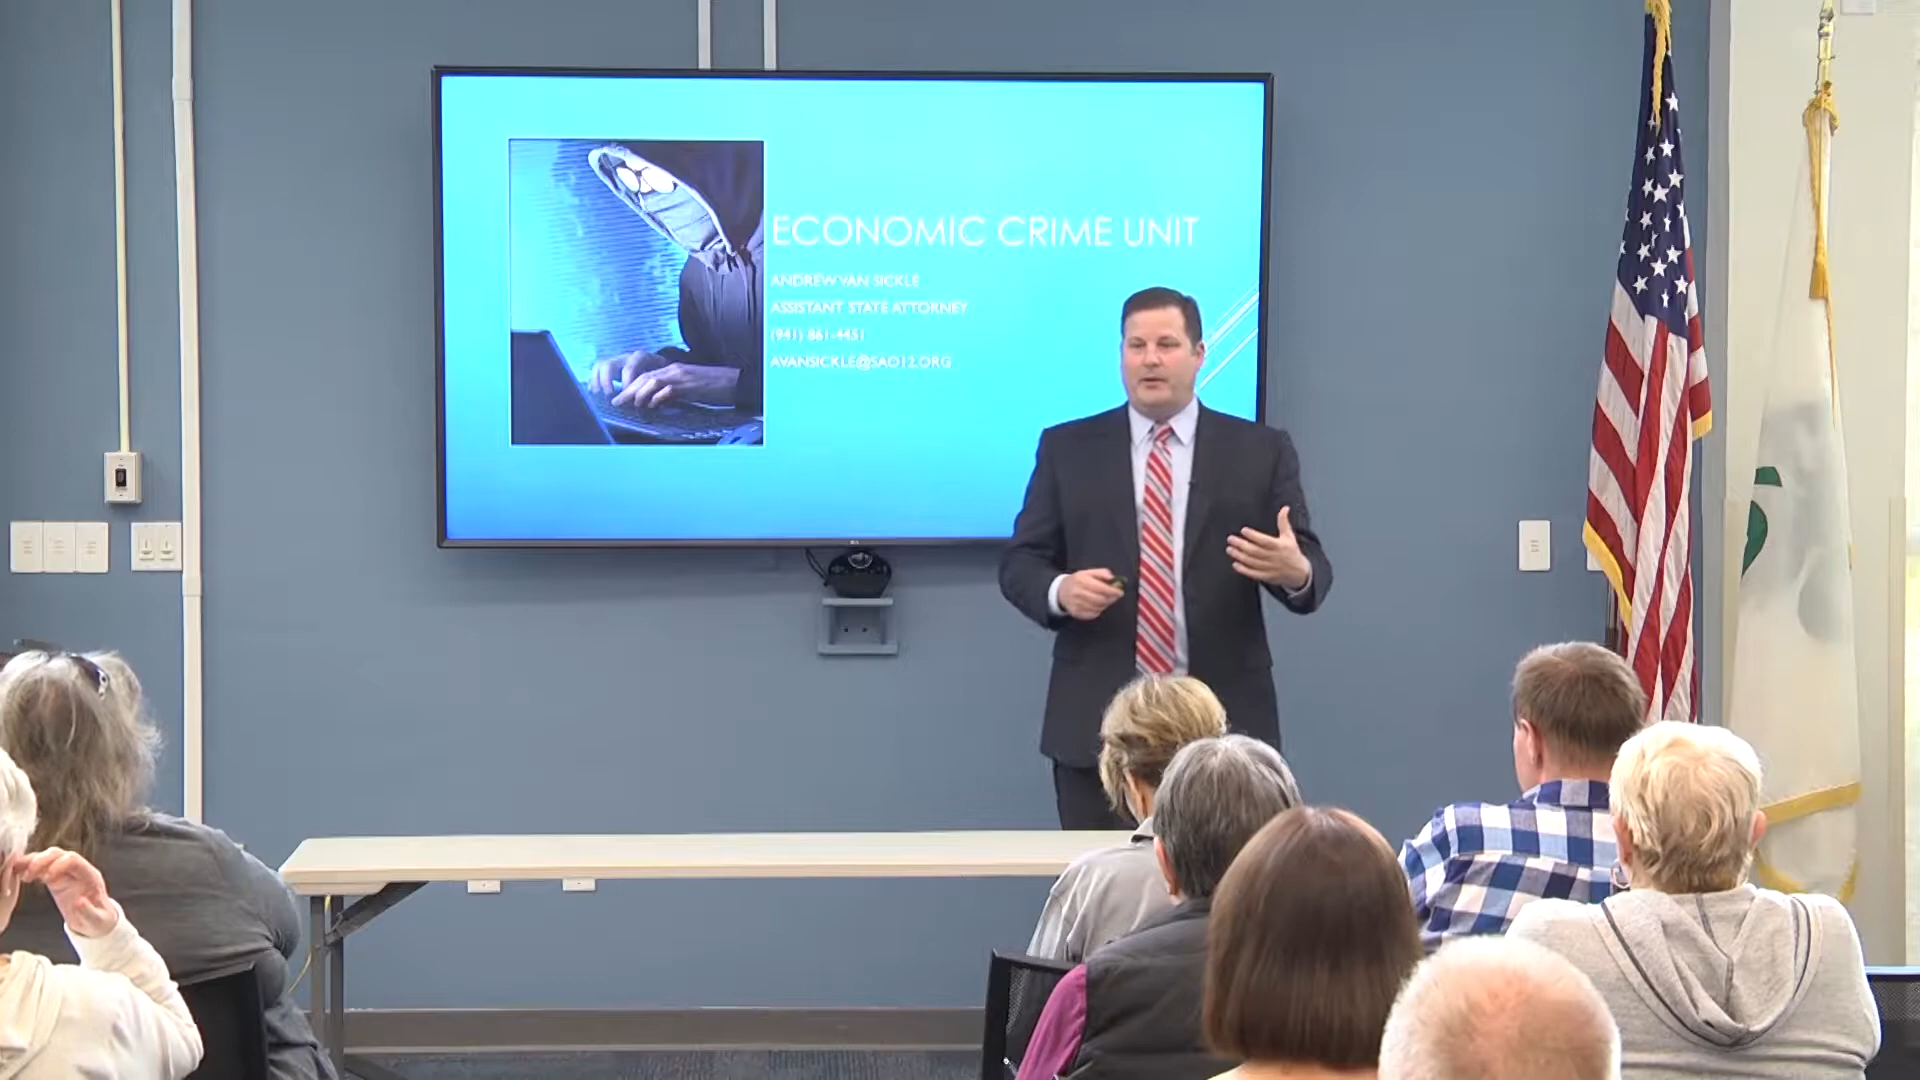 ECONOMIC CRIME UNIT
ANDREW VAN SICKLE
ASSISTANT STATE ATTORNEY
(941) 861-4451
AVANSICKLE@SAO12.ORG